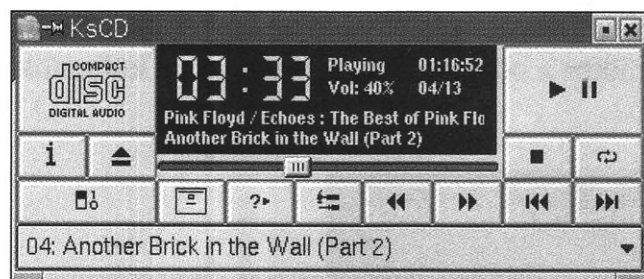 KsCD
COMPACT
disc
DIGITAL AUDIO
03:33
Playing 01:16:52
Vol: 40% 04/13
Pink Floyd / Echoes : The Best of Pink Flo
Another Brick in the Wall (Part 2)
i
?
04: Another Brick in the Wall (Part 2)